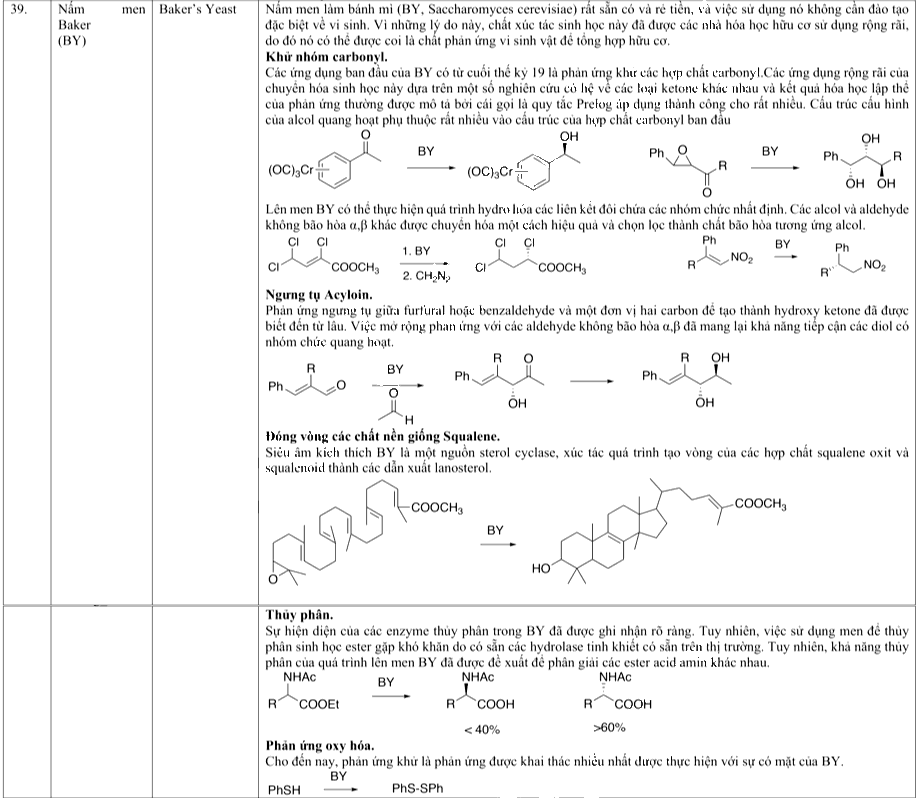 39.
Nấm men
Baker
(BY)
Baker's Yeast
Nấm men làm bánh mì (BY, Saccharomyces cerevisiae) rất sẵn có và rẻ tiền, và việc sử dụng nó không cần đào tạo
đặc biệt về vi sinh. Vì những lý do này, chất xúc tác sinh học này đã được các nhà hóa học hữu cơ sử dụng rộng rãi,
do đó nó có thể được coi là chất phản ứng vi sinh vật để tổng hợp hữu cơ.
Khử nhóm carbonyl.
Các ứng dụng ban đầu của BY có từ cuối thế kỷ 19 là phản ứng khử các hợp chất carbonyl.Các ứng dụng rộng rãi của
chuyển hóa sinh học này dựa trên một số nghiên cứu có hệ về các loại ketone khác nhau và kết quả hóa học lập thể
của phản ứng thường được mô tả bởi cái gọi là quy tắc Prelog áp dụng thành công cho rất nhiều. Cấu trúc cấu hình
của alcol quang hoạt phụ thuộc rất nhiều vào cấu trúc của hợp chất carbonyl ban đầu
O
(OC)3Cr
BY
OH
(OC)3Cr
Ph O R
O
BY
OH
Ph R
OH OH
Lên men BY có thể thực hiện quá trình hydro hóa các liên kết đôi chứa các nhóm chức nhất định. Các alcol và aldehyde
không bão hòa α,β khác được chuyển hóa một cách hiệu quả và chọn lọc thành chất bão hòa tương ứng alcol.
Cl Cl
Cl COOCH3
1. BY
2. CH2N2
Cl Cl
Cl COOCH3
Ph
R NO2
BY
Ph
R NO2
Ngưng tụ Acyloin.
Phản ứng ngưng tụ giữa furfural hoặc benzaldehyde và một đơn vị hai carbon để tạo thành hydroxy ketone đã được
biết đến từ lâu. Việc mở rộng phản ứng với các aldehyde không bão hòa α,β đã mang lại khả năng tiếp cận các diol có
nhóm chức quang hoạt.
R
Ph O
BY
O
H
R O
Ph
OH
R OH
Ph
OH
Đóng vòng các chất nền giống Squalene.
Siêu âm kích thích BY là một nguồn sterol cyclase, xúc tác quá trình tạo vòng của các hợp chất squalene oxit và
squalenoid thành các dẫn xuất lanosterol.
COOCH3
O
BY
COOCH3
HO
Thủy phân.
Sự hiện diện của các enzyme thủy phân trong BY đã được ghi nhận rõ ràng. Tuy nhiên, việc sử dụng men để thủy
phân sinh học ester gặp khó khăn do có sẵn các hydrolase tinh khiết có sẵn trên thị trường. Tuy nhiên, khả năng thủy
phân của quá trình lên men BY đã được đề xuất để phân giải các ester acid amin khác nhau.
NHAc
R COOEt
BY
NHAc
R COOH
< 40%
NHAc
R COOH
>60%
Phản ứng oxy hóa.
Cho đến nay, phản ứng khử là phản ứng được khai thác nhiều nhất được thực hiện với sự có mặt của BY.
PhSH
BY
PhS-SPh